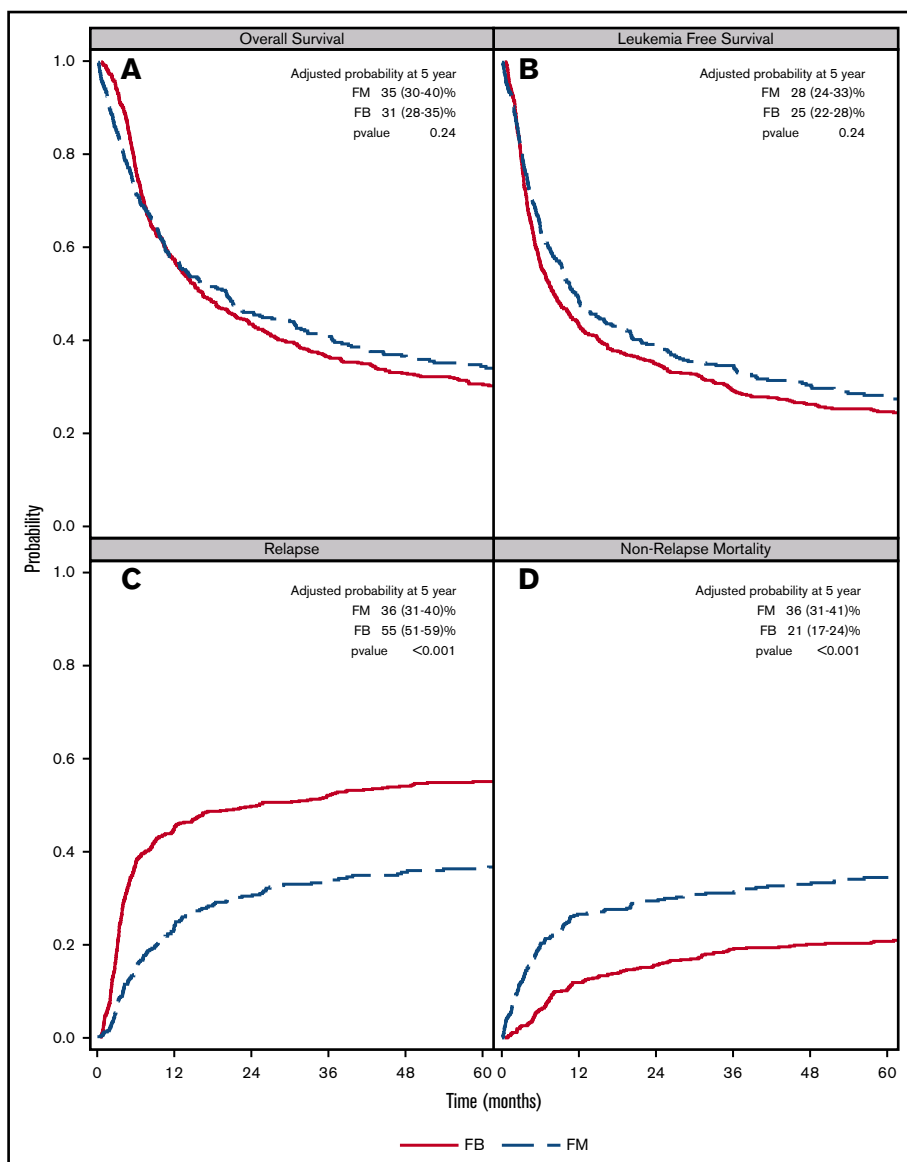 Overall Survival
A
Adjusted probability at 5 year
FM 35 (30-40)%
FB 31 (28-35)%
pvalue 0.24
Leukemia Free Survival
B
Adjusted probability at 5 year
FM 28 (24-33)%
FB 25 (22-28)%
pvalue 0.24
1.0
0.8
0.6
0.4
0.2
0.0
Probability
Relapse
C
Adjusted probability at 5 year
FM 36 (31-40)%
FB 55 (51-59)%
pvalue <0.001
Non-Relapse Mortality
D
Adjusted probability at 5 year
FM 36 (31-41)%
FB 21 (17-24)%
pvalue <0.001
1.0
0.8
0.6
0.4
0.2
0.0
0 12 24 36 48 60
0 12 24 36 48 60
Time (months)
FB FM